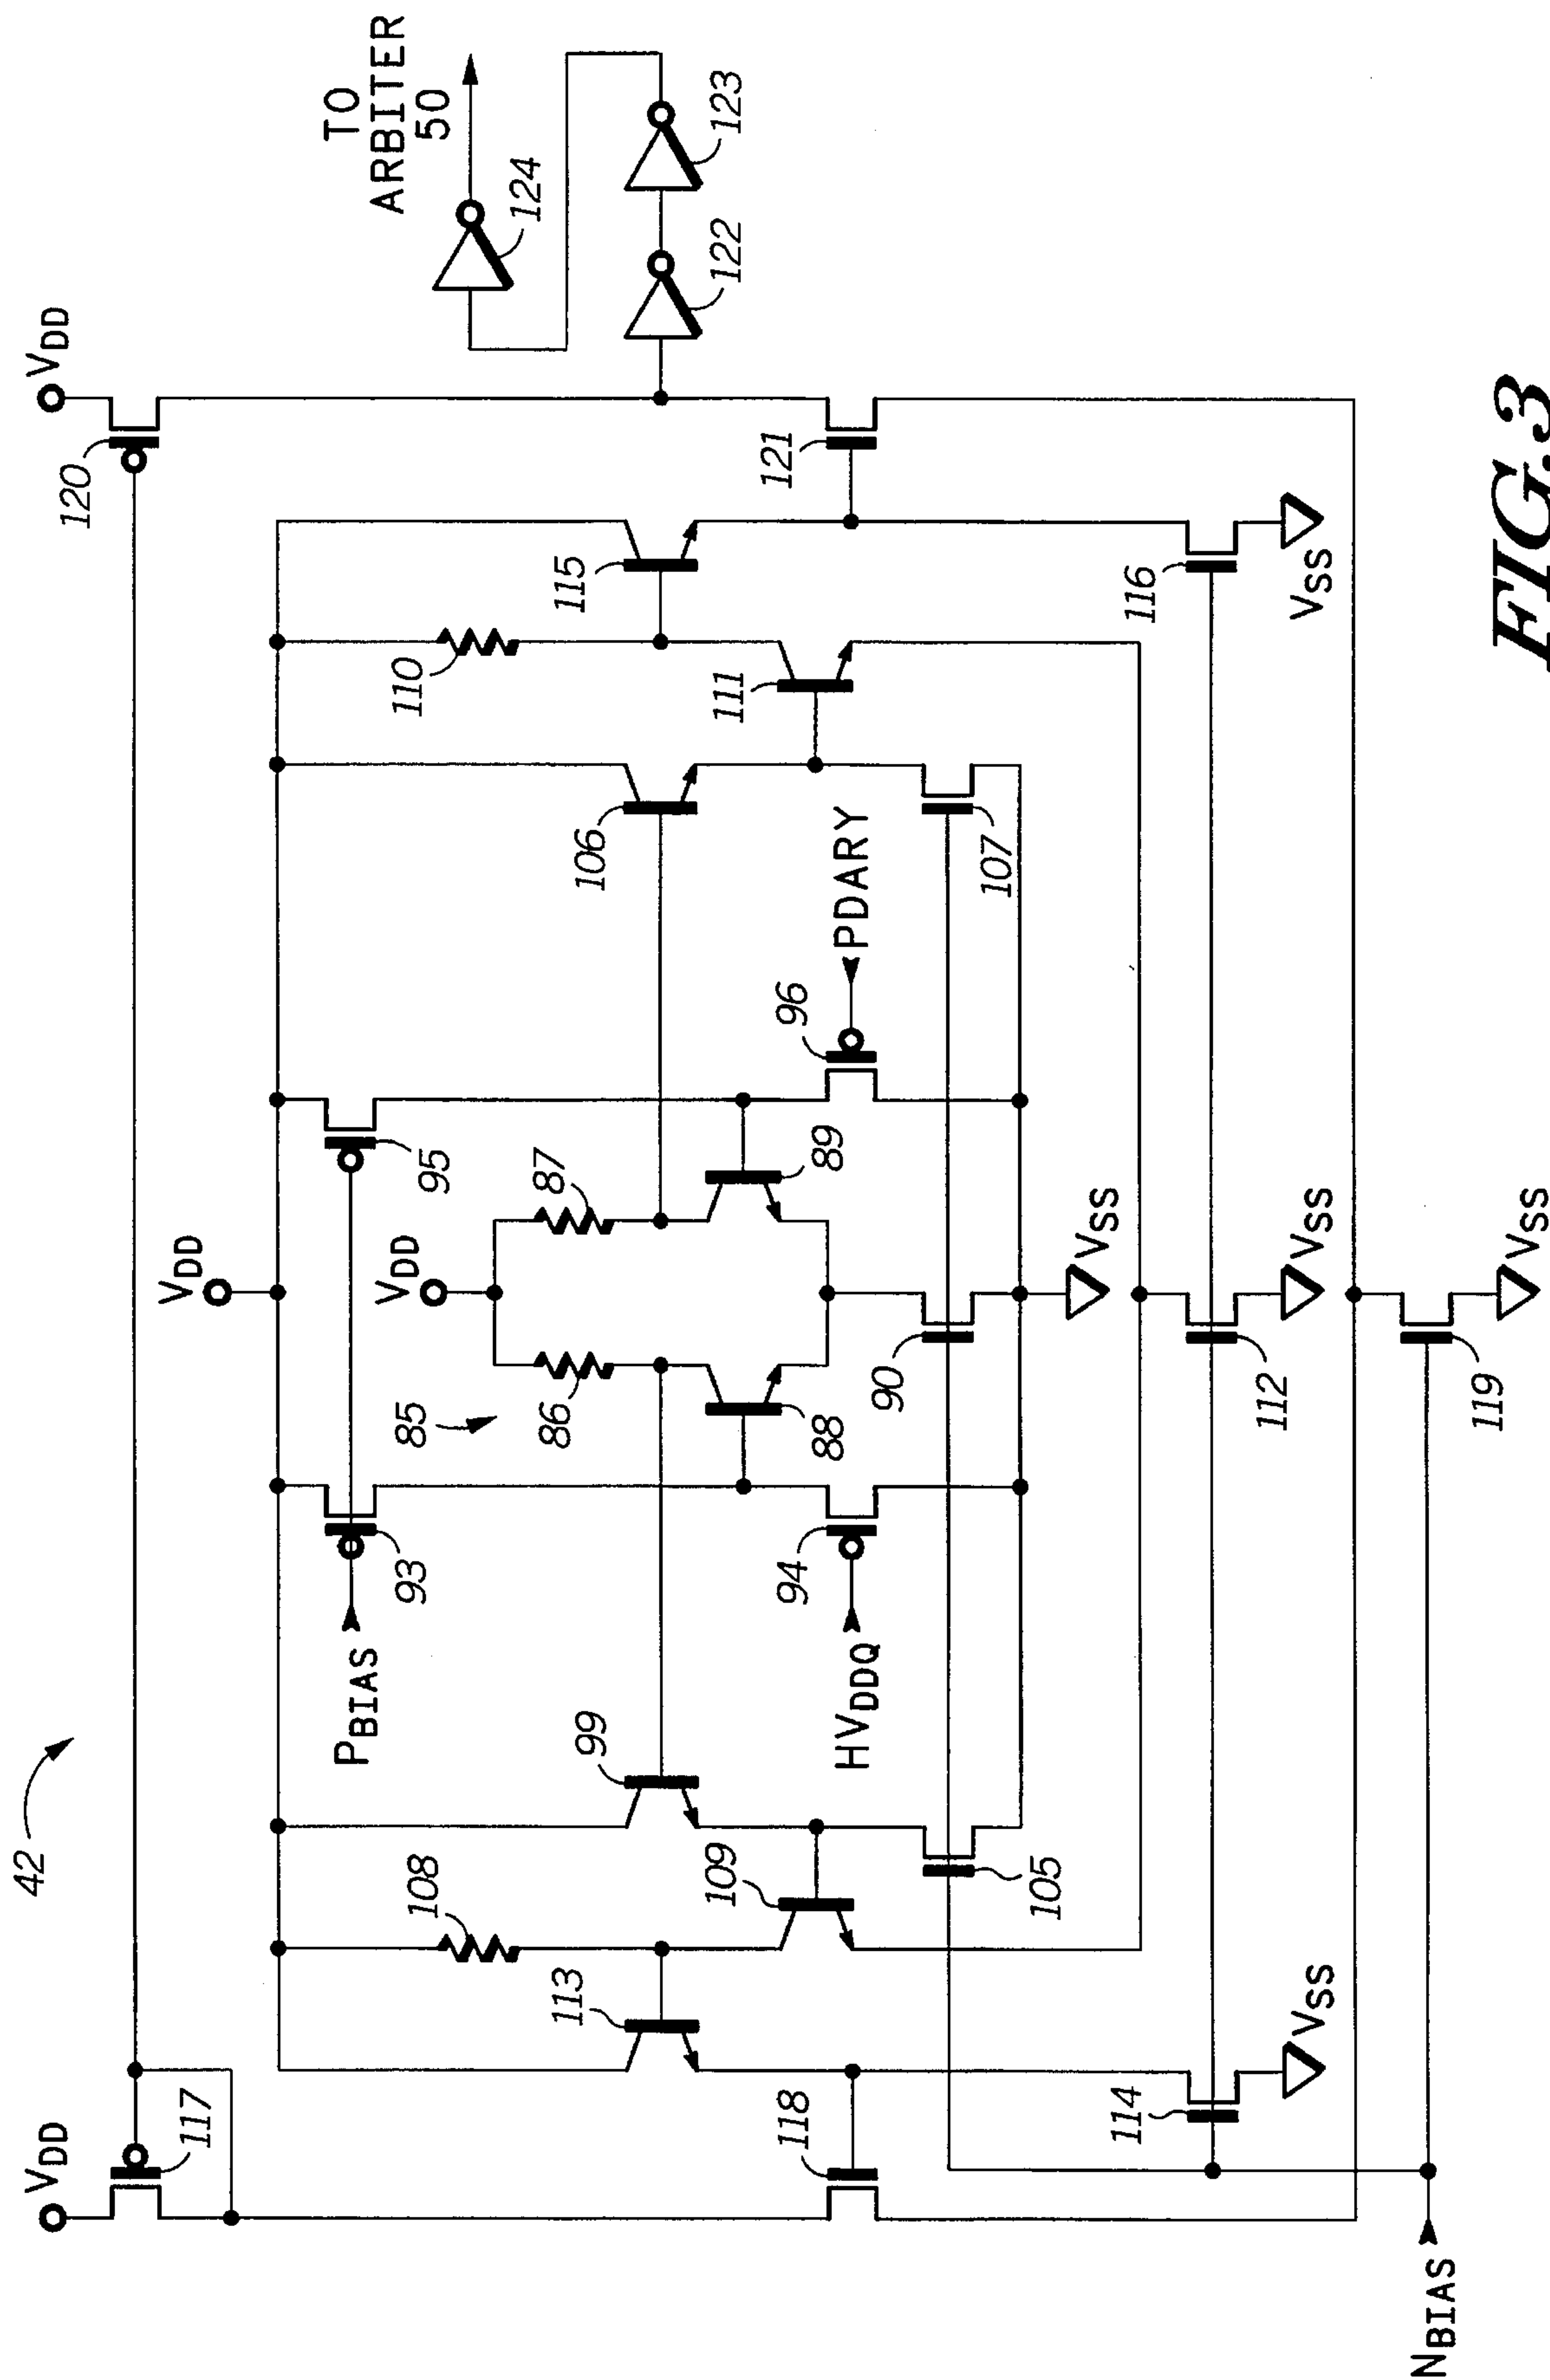 42
VDD
117
120
VDD
TO
ARBITER
50
124
122
123
VDD
PBIAS
93
95
VDD
85
86
87
113
108
99
106
110
115
109
88
89
111
118
HVDDQ
94
96
PDARY
121
105
90
107
VSS
114
VSS
112
VSS
116
VSS
NBIAS
119
VSS
FIG.3